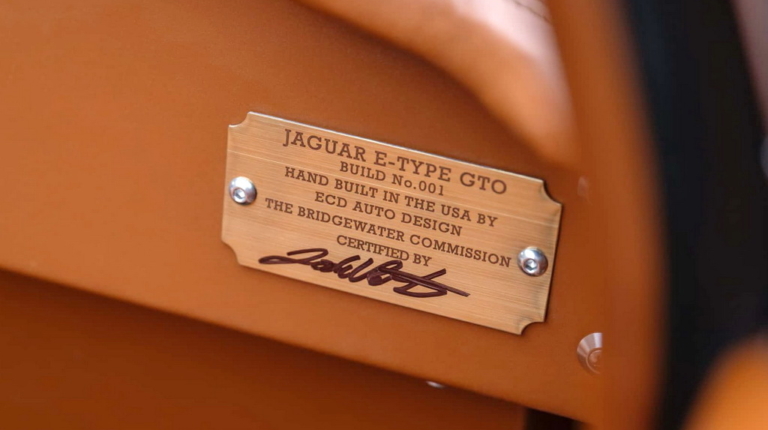 JAGUAR E-TYPE GTO
BUILD No.001
HAND BUILT IN THE USA BY
ECD AUTO DESIGN
THE BRIDGEWATER COMMISSION
CERTIFIED BY